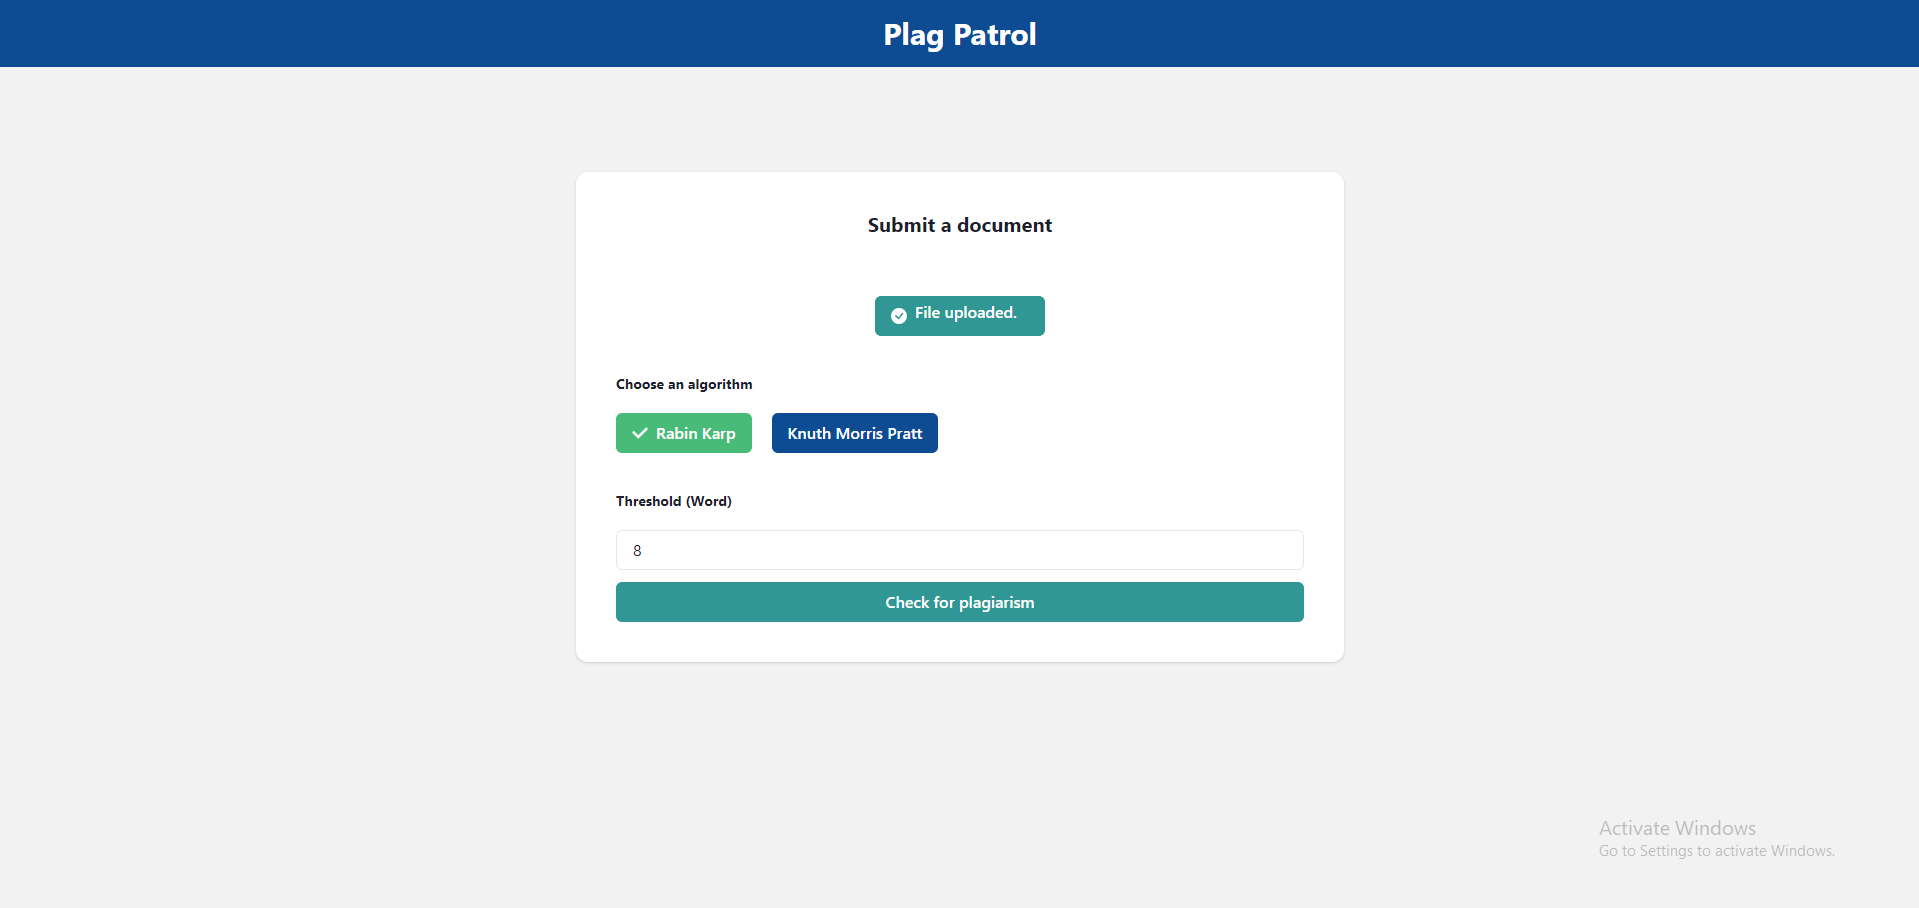 Plag Patrol
Submit a document
File uploaded.
Choose an algorithm
Rabin Karp
Knuth Morris Pratt
Threshold (Word)
8
Check for plagiarism
Activate Windows
Go to Settings to activate Windows.